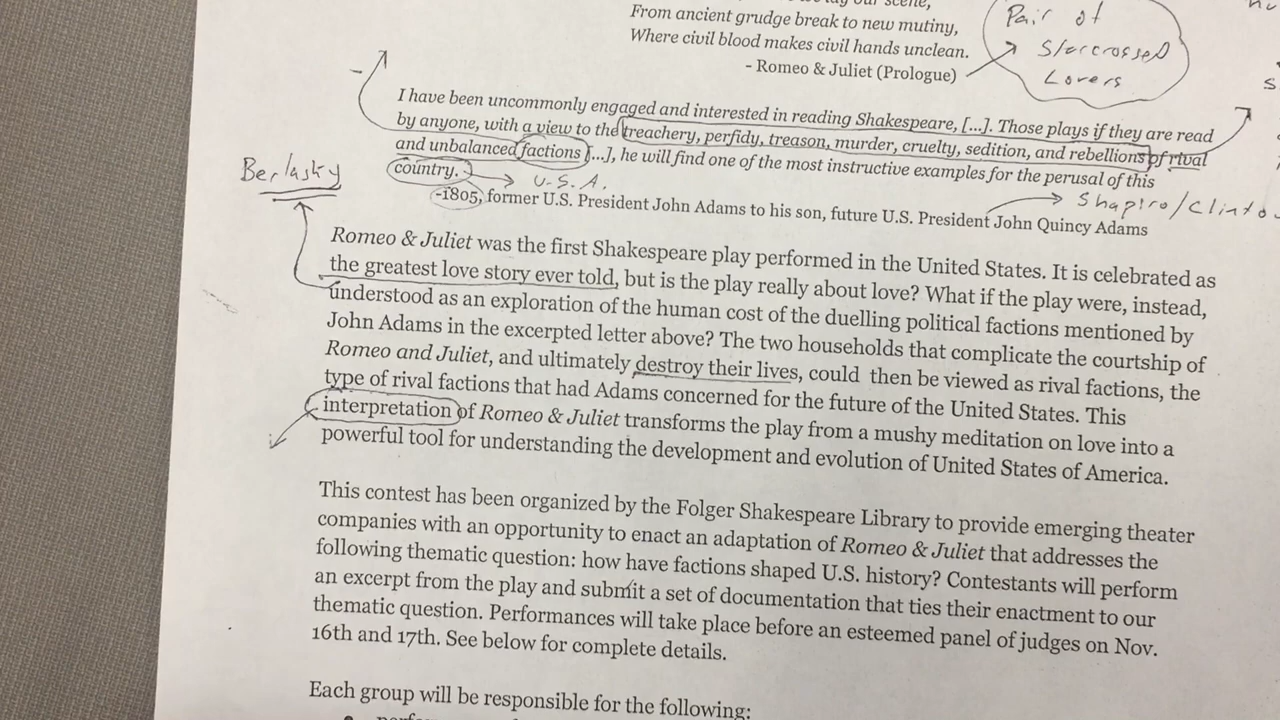 scene,
From ancient grudge break to new mutiny,
Where civil blood makes civil hands unclean.
- Romeo & Juliet (Prologue)
Pair of
Starcrossed
Lovers
I have been uncommonly engaged and interested in reading Shakespeare, [...]. Those plays if they are read
by anyone, with a view to the treachery, perfidy, treason, murder, cruelty, sedition, and rebellions of rival
and unbalanced factions [...], he will find one of the most instructive examples for the perusal of this
country.
U.S.A.
Berlasky
-1805, former U.S. President John Adams to his son, future U.S. President John Quincy Adams
Shapiro/Clinto
Romeo & Juliet was the first Shakespeare play performed in the United States. It is celebrated as
the greatest love story ever told, but is the play really about love? What if the play were, instead,
understood as an exploration of the human cost of the duelling political factions mentioned by
John Adams in the excerpted letter above? The two households that complicate the courtship of
Romeo and Juliet, and ultimately destroy their lives, could then be viewed as rival factions, the
type of rival factions that had Adams concerned for the future of the United States. This
interpretation of Romeo & Juliet transforms the play from a mushy meditation on love into a
powerful tool for understanding the development and evolution of United States of America.
This contest has been organized by the Folger Shakespeare Library to provide emerging theater
companies with an opportunity to enact an adaptation of Romeo & Juliet that addresses the
following thematic question: how have factions shaped U.S. history? Contestants will perform
an excerpt from the play and submit a set of documentation that ties their enactment to our
thematic question. Performances will take place before an esteemed panel of judges on Nov.
16th and 17th. See below for complete details.
Each group will be responsible for the following: